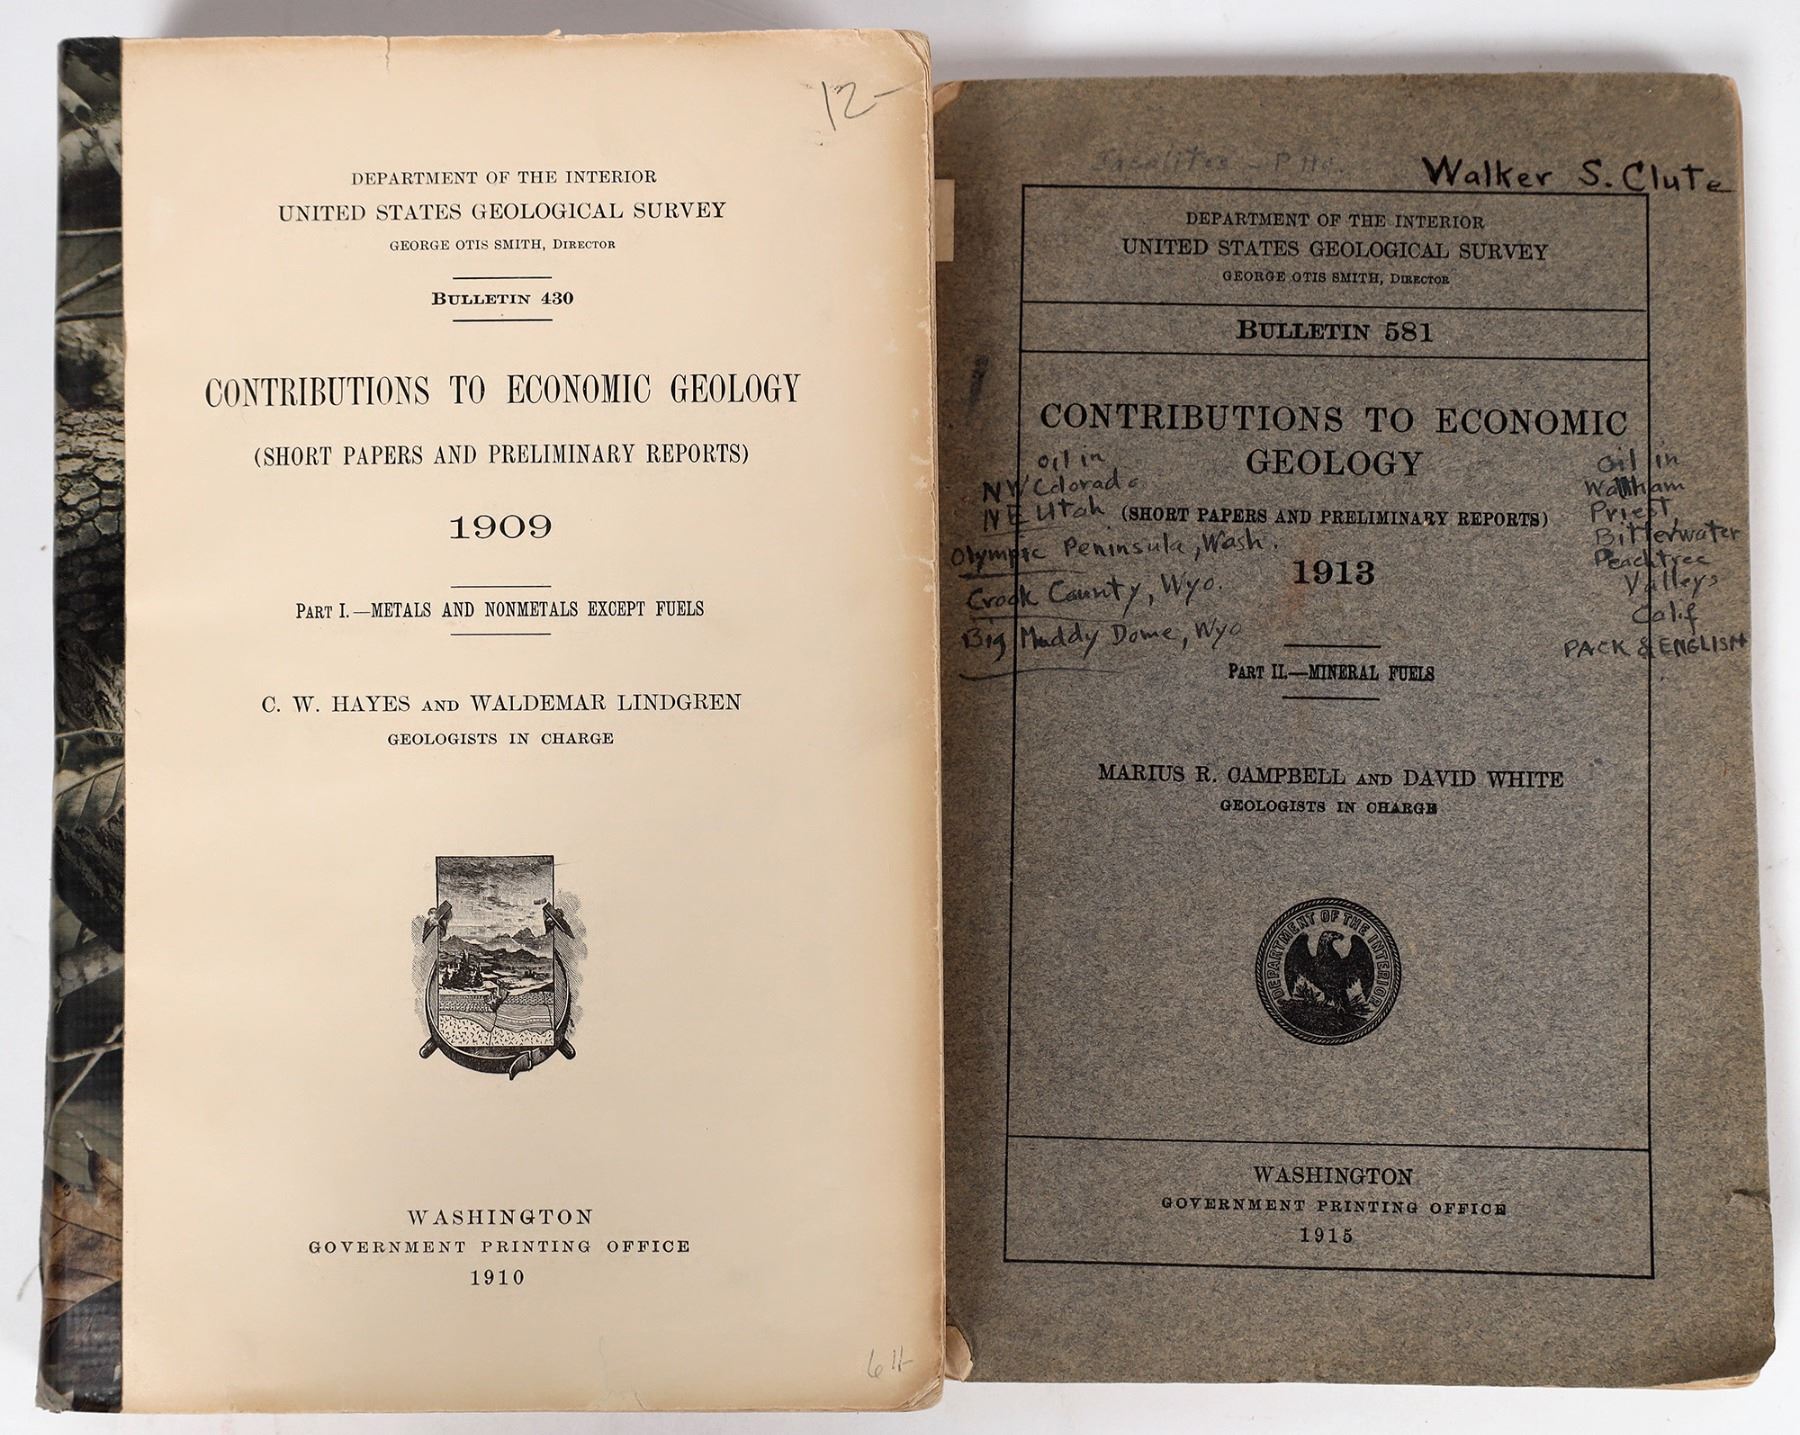 12-
DEPARTMENT OF THE INTERIOR
UNITED STATES GEOLOGICAL SURVEY
GEORGE OTIS SMITH, DIRECTOR
BULLETIN 430
CONTRIBUTIONS TO ECONOMIC GEOLOGY
(SHORT PAPERS AND PRELIMINARY REPORTS)
1909
PART I.—METALS AND NONMETALS EXCEPT FUELS
C. W. HAYES AND WALDEMAR LINDGREN
GEOLOGISTS IN CHARGE
WASHINGTON
GOVERNMENT PRINTING OFFICE
1910
Walker S. Clute
DEPARTMENT OF THE INTERIOR
UNITED STATES GEOLOGICAL SURVEY
GEORGE OTIS SMITH, DIRECTOR
BULLETIN 581
CONTRIBUTIONS TO ECONOMIC
GEOLOGY
(SHORT PAPERS AND PRELIMINARY REPORTS)
1913
oil in
NW Colorado
NE Utah
Olympic Peninsula, Wash.
Crook County, Wyo.
Big Muddy Dome, Wyo
Oil in
Waltham
Priest
Bitterwater
Peachtree
Valleys
Calif
PACK & ENGLISH
PART II.—MINERAL FUELS
MARIUS R. CAMPBELL AND DAVID WHITE
GEOLOGISTS IN CHARGE
DEPARTMENT OF THE INTERIOR
WASHINGTON
GOVERNMENT PRINTING OFFICE
1915